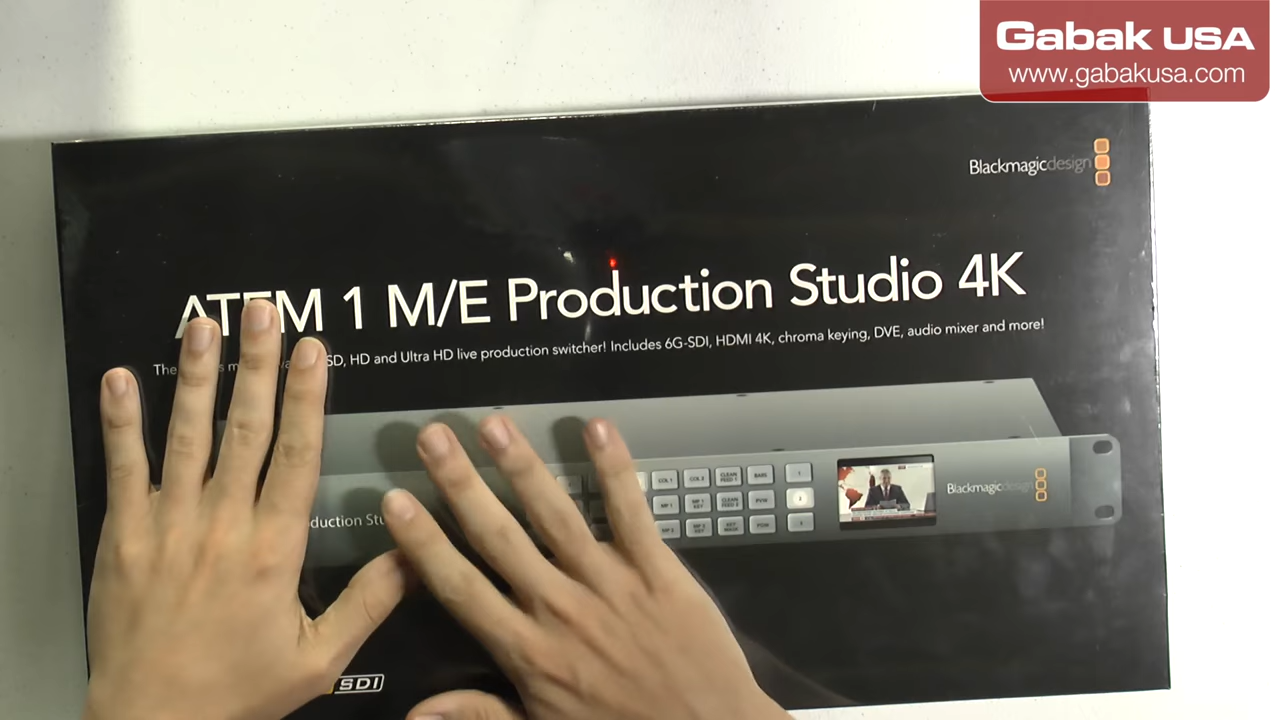 Gabak USA
www.gabakusa.com
Blackmagicdesign
ATEM 1 M/E Production Studio 4K
The SD, HD and Ultra HD live production switcher! Includes 6G-SDI, HDMI 4K, chroma keying, DVE, audio mixer and more!
COL 1 COL 2 CLEAN FEED 1 BARS 1
MP 1 MP 1 KEY CLEAN FEED 2 PVW 2
MP 2 MP 2 KEY KEY MASK PGM 3
Blackmagicdesign
SDI